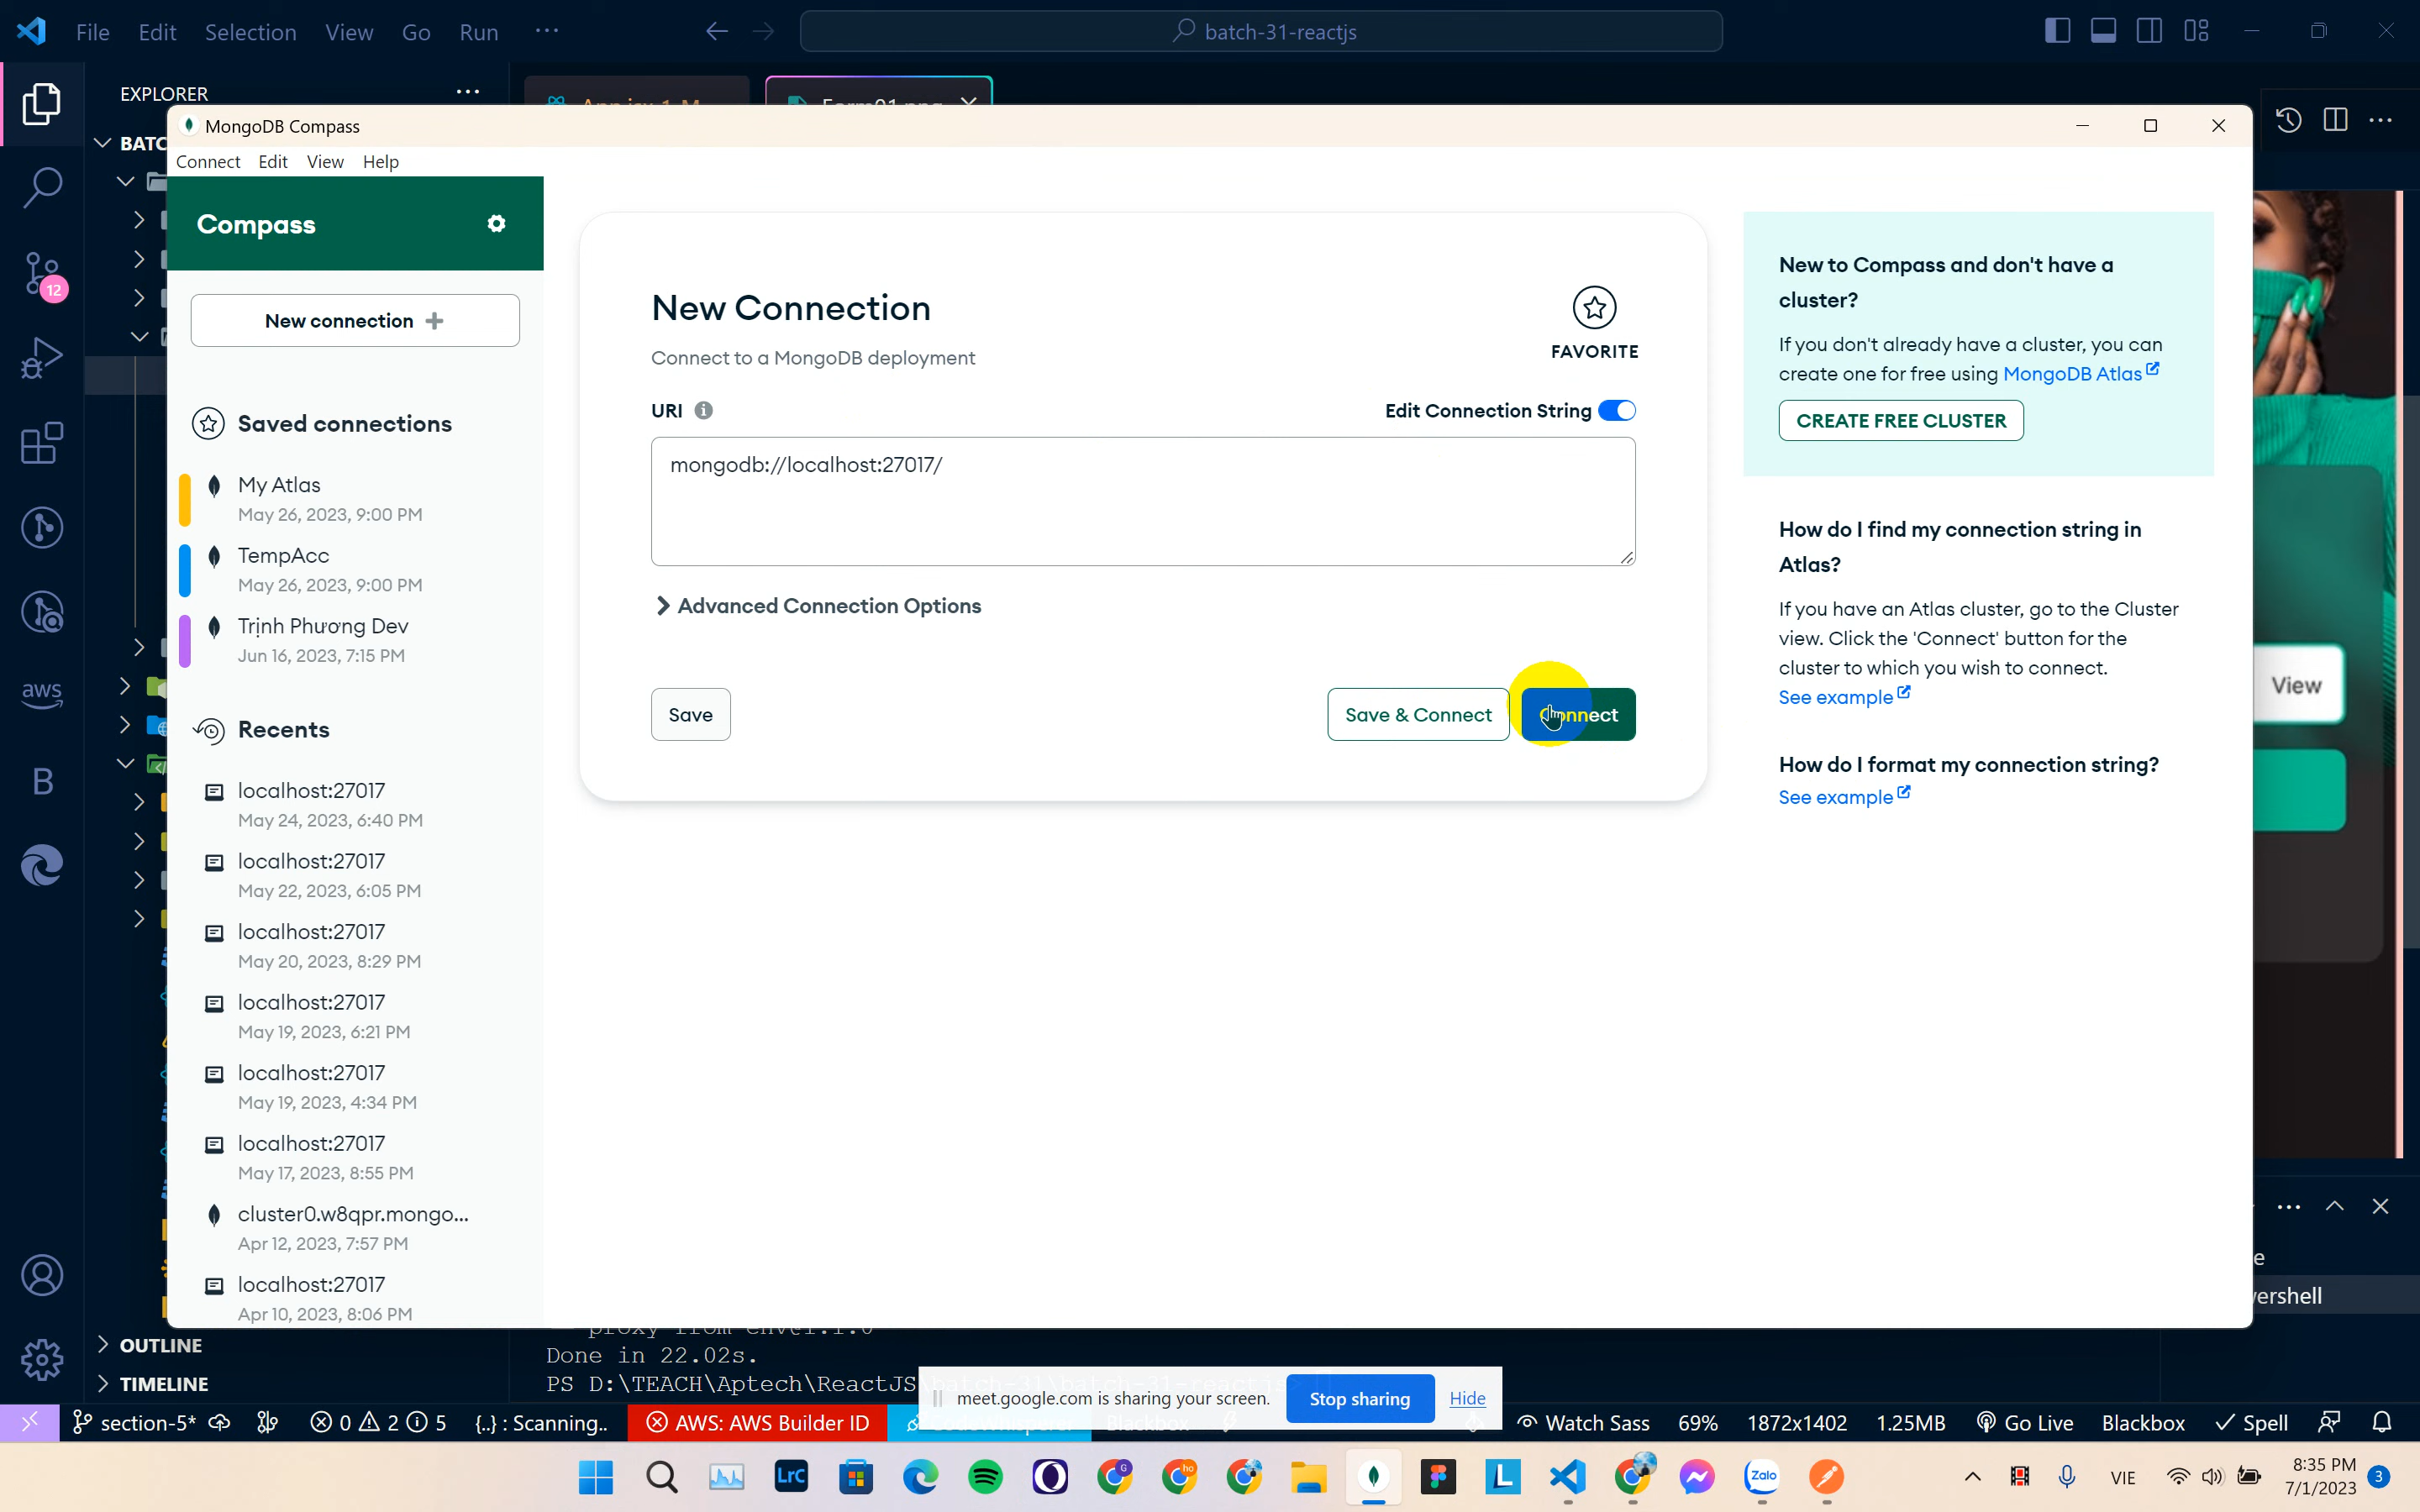 File Edit Selection View Go Run ···
batch-31-reactjs
EXPLORER
BATC
MongoDB Compass
Connect Edit View Help
Compass
New connection
Saved connections
My Atlas
May 26, 2023, 9:00 PM
TempAcc
May 26, 2023, 9:00 PM
Trịnh Phương Dev
Jun 16, 2023, 7:15 PM
Recents
localhost:27017
May 24, 2023, 6:40 PM
localhost:27017
May 22, 2023, 6:05 PM
localhost:27017
May 20, 2023, 8:29 PM
localhost:27017
May 19, 2023, 6:21 PM
localhost:27017
May 19, 2023, 4:34 PM
localhost:27017
May 17, 2023, 8:55 PM
cluster0.w8qpr.mongo...
Apr 12, 2023, 7:57 PM
localhost:27017
Apr 10, 2023, 8:06 PM
New Connection
FAVORITE
Connect to a MongoDB deployment
URI
Edit Connection String
mongodb://localhost:27017/
Advanced Connection Options
Save
Save & Connect
Connect
New to Compass and don't have a
cluster?
If you don't already have a cluster, you can
create one for free using MongoDB Atlas
CREATE FREE CLUSTER
How do I find my connection string in
Atlas?
If you have an Atlas cluster, go to the Cluster
view. Click the 'Connect' button for the
cluster to which you wish to connect.
See example
How do I format my connection string?
See example
View
aws
B
12
OUTLINE
TIMELINE
Done in 22.02s.
PS D:\TEACH\Aptech\ReactJS\batch-31\batch-31-reactjs>
ershell
meet.google.com is sharing your screen.
Stop sharing
Hide
section-5*
0 2 5
{..} : Scanning..
AWS: AWS Builder ID
Watch Sass
69%
1872x1402
1.25MB
Go Live
Blackbox
Spell
LrC
Zalo
VIE
8:35 PM
7/1/2023
3